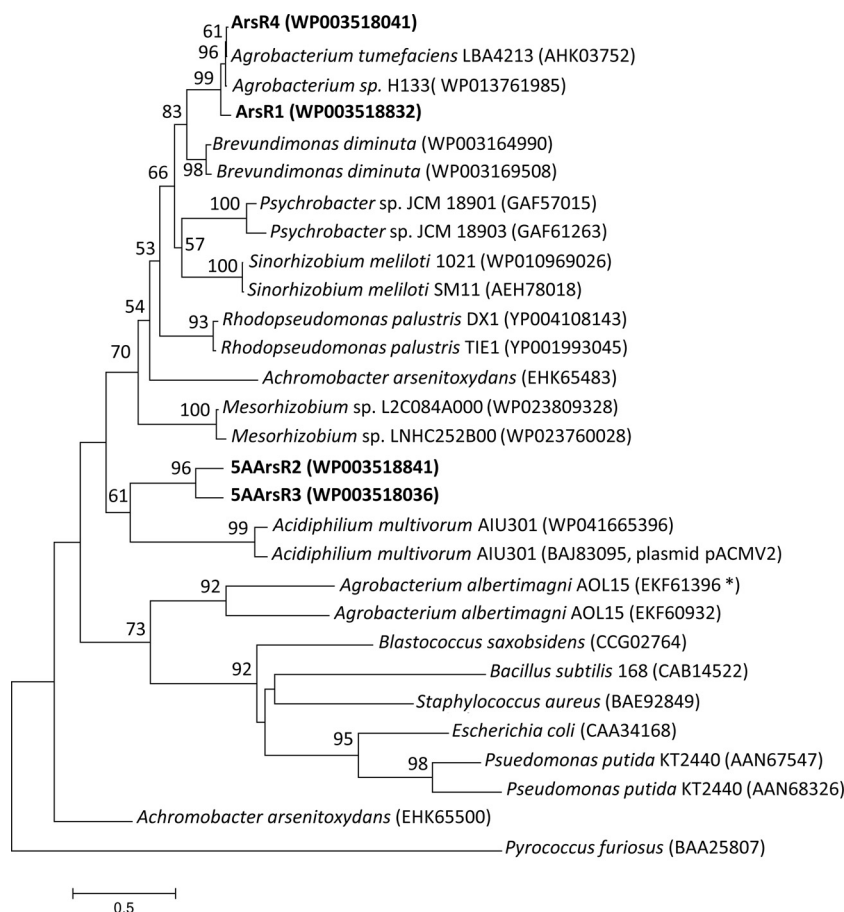 ArsR4 (WP003518041)
61
96
Agrobacterium tumefaciens LBA4213 (AHK03752)
99
Agrobacterium sp. H133( WP013761985)
83
ArsR1 (WP003518832)
Brevundimonas diminuta (WP003164990)
98
Brevundimonas diminuta (WP003169508)
66
100
Psychrobacter sp. JCM 18901 (GAF57015)
Psychrobacter sp. JCM 18903 (GAF61263)
53
57
Sinorhizobium meliloti 1021 (WP010969026)
100
Sinorhizobium meliloti SM11 (AEH78018)
54
93
Rhodopseudomonas palustris DX1 (YP004108143)
Rhodopseudomonas palustris TIE1 (YP001993045)
70
Achromobacter arsenitoxydans (EHK65483)
100
Mesorhizobium sp. L2C084A000 (WP023809328)
Mesorhizobium sp. LNHC252B00 (WP023760028)
96
5AArsR2 (WP003518841)
61
5AArsR3 (WP003518036)
99
Acidiphilium multivorum AIU301 (WP041665396)
Acidiphilium multivorum AIU301 (BAJ83095, plasmid pACMV2)
92
Agrobacterium albertimagni AOL15 (EKF61396 *)
Agrobacterium albertimagni AOL15 (EKF60932)
73
Blastococcus saxobsidens (CCG02764)
92
Bacillus subtilis 168 (CAB14522)
Staphylococcus aureus (BAE92849)
95
Escherichia coli (CAA34168)
98
Psuedomonas putida KT2440 (AAN67547)
Pseudomonas putida KT2440 (AAN68326)
Achromobacter arsenitoxydans (EHK65500)
Pyrococcus furiosus (BAA25807)
0.5